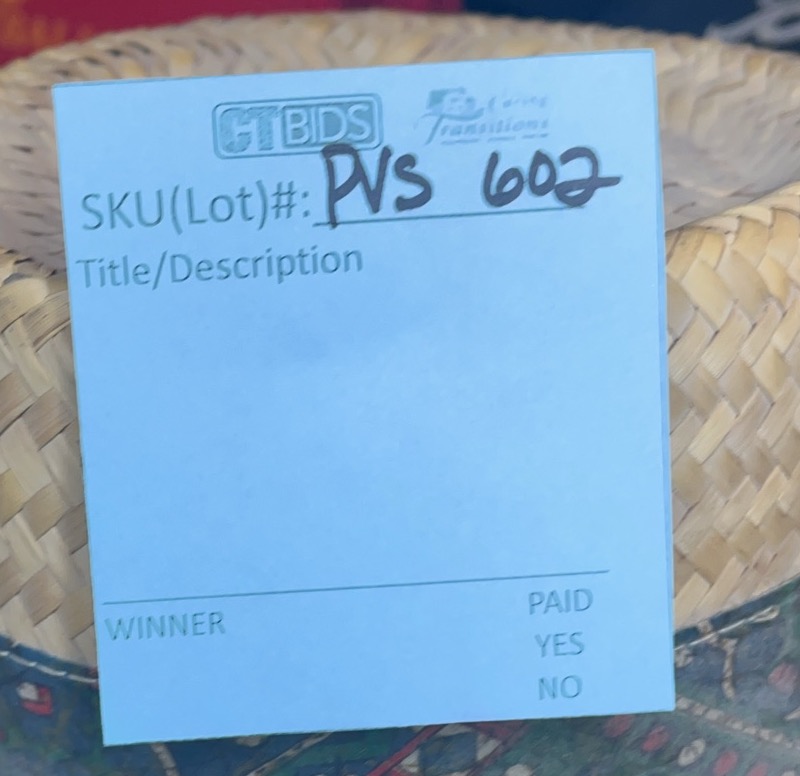 CTBIDS Caring Transitions
SKU(Lot)#: PVS 602
Title/Description
WINNER PAID
YES
NO